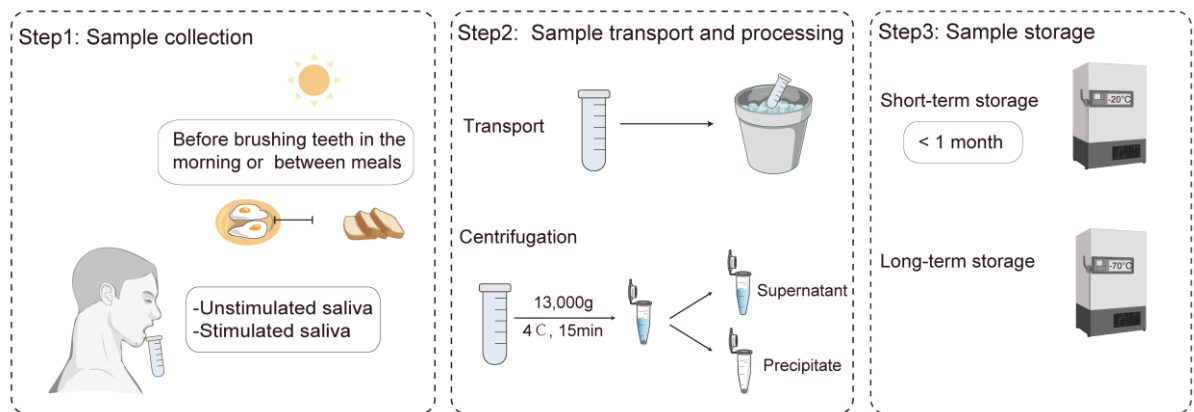 Step1: Sample collection
Before brushing teeth in the
morning or between meals
-Unstimulated saliva
-Stimulated saliva
Step2: Sample transport and processing
Transport
Centrifugation
13,000g
4℃, 15min
Supernatant
Precipitate
Step3: Sample storage
Short-term storage
-20°C
< 1 month
Long-term storage
-70°C